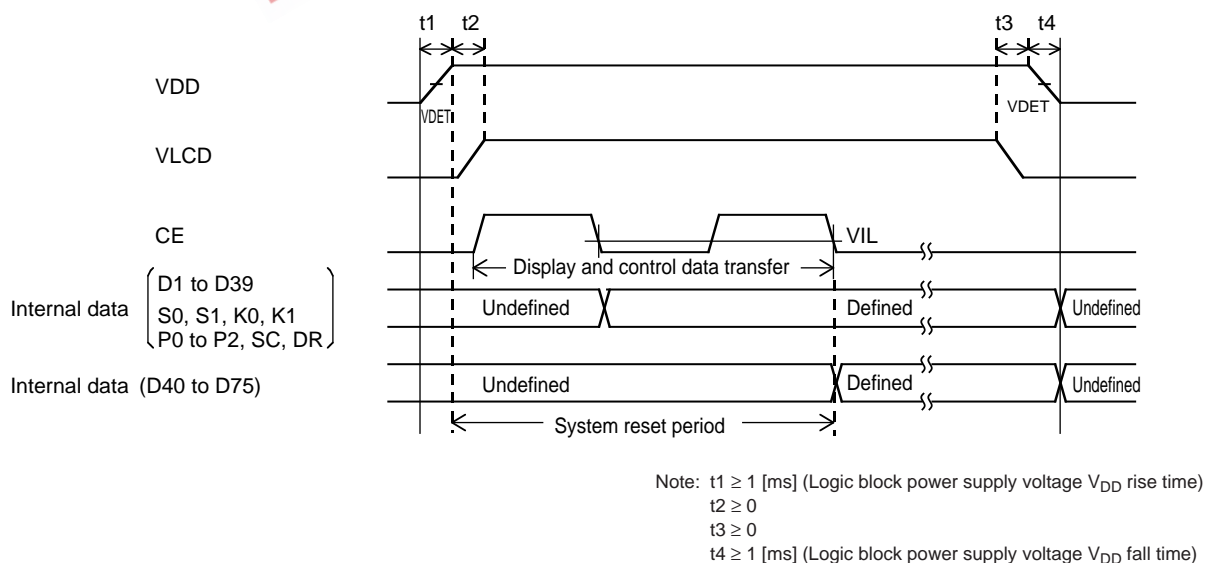 t1 t2 t3 t4
VDD
VDET VDET
VLCD
CE
VIL
Display and control data transfer
Internal data
D1 to D39
S0, S1, K0, K1
P0 to P2, SC, DR
Undefined Defined Undefined
Internal data (D40 to D75)
Undefined Defined Undefined
System reset period
Note: t1 ≥ 1 [ms] (Logic block power supply voltage VDD rise time)
t2 ≥ 0
t3 ≥ 0
t4 ≥ 1 [ms] (Logic block power supply voltage VDD fall time)